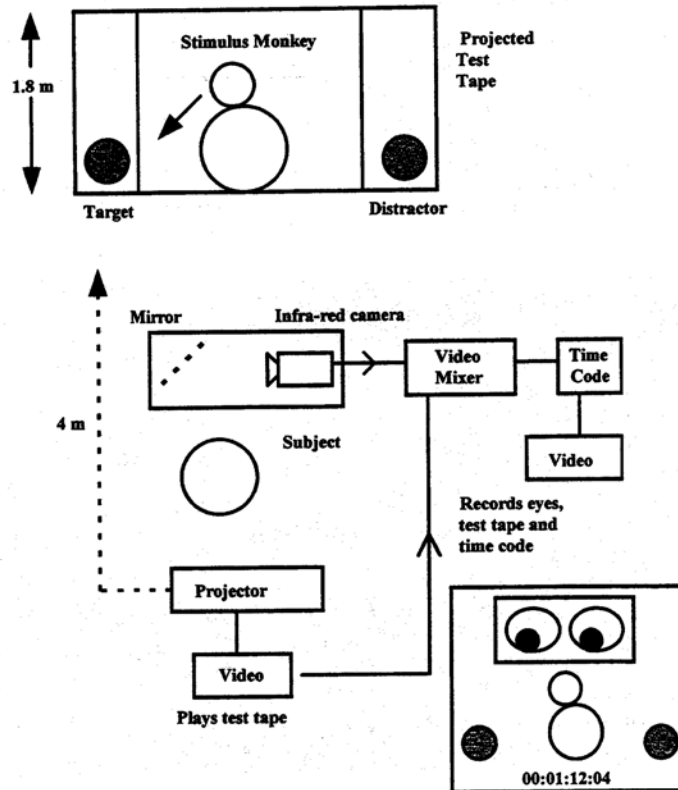 Stimulus Monkey
Projected
Test
Tape
1.8 m
Target
Distractor
Mirror
Infra-red camera
Video
Mixer
Time
Code
4 m
Subject
Video
Records eyes,
test tape and
time code
Projector
Video
Plays test tape
00:01:12:04